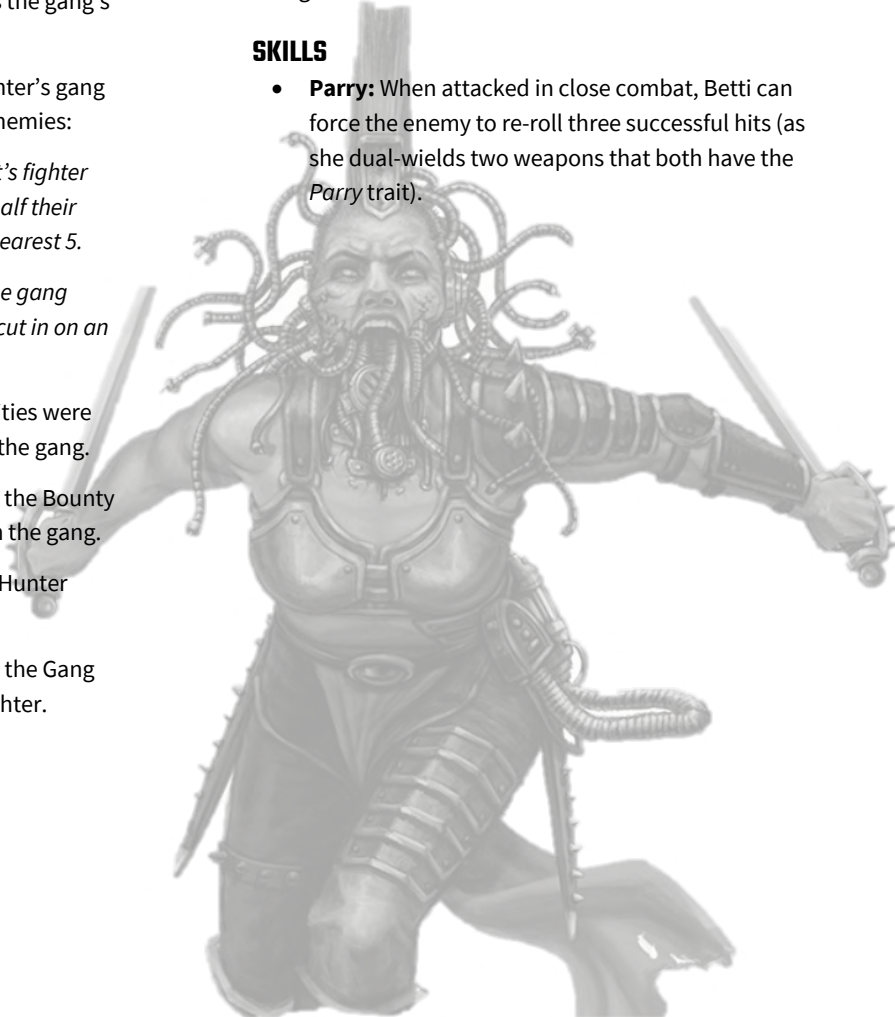 s the gang's
nter's gang
nemies:
t's fighter
alf their
earest 5.
e gang
cut in on an
ties were
the gang.
the Bounty
n the gang.
Hunter
the Gang
hter.
SKILLS
• Parry: When attacked in close combat, Betti can
force the enemy to re-roll three successful hits (as
she dual-wields two weapons that both have the
Parry trait).